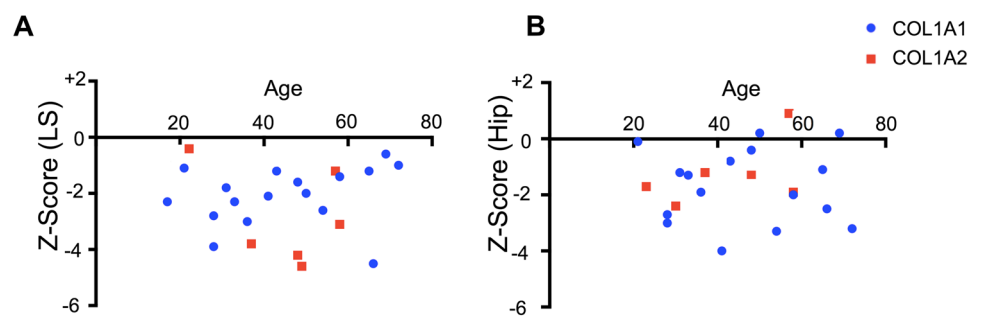 A
B
COL1A1
COL1A2
+2
0
-2
-4
-6
Z-Score (LS)
Age
20
40
60
80
+2
0
-2
-4
-6
Z-Score (Hip)
Age
20
40
60
80